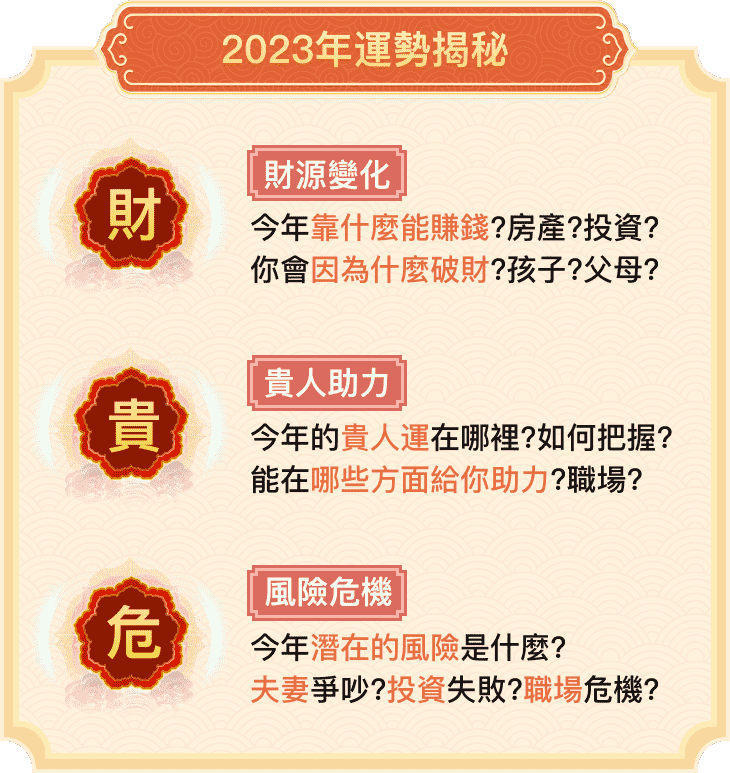 2023年運勢揭秘
財
財源變化
今年靠什麼能賺錢?房產?投資?
你會因為什麼破財?孩子?父母?
貴
貴人助力
今年的貴人運在哪裡?如何把握?
能在哪些方面給你助力?職場?
危
風險危機
今年潛在的風險是什麼?
夫妻爭吵?投資失敗?職場危機?